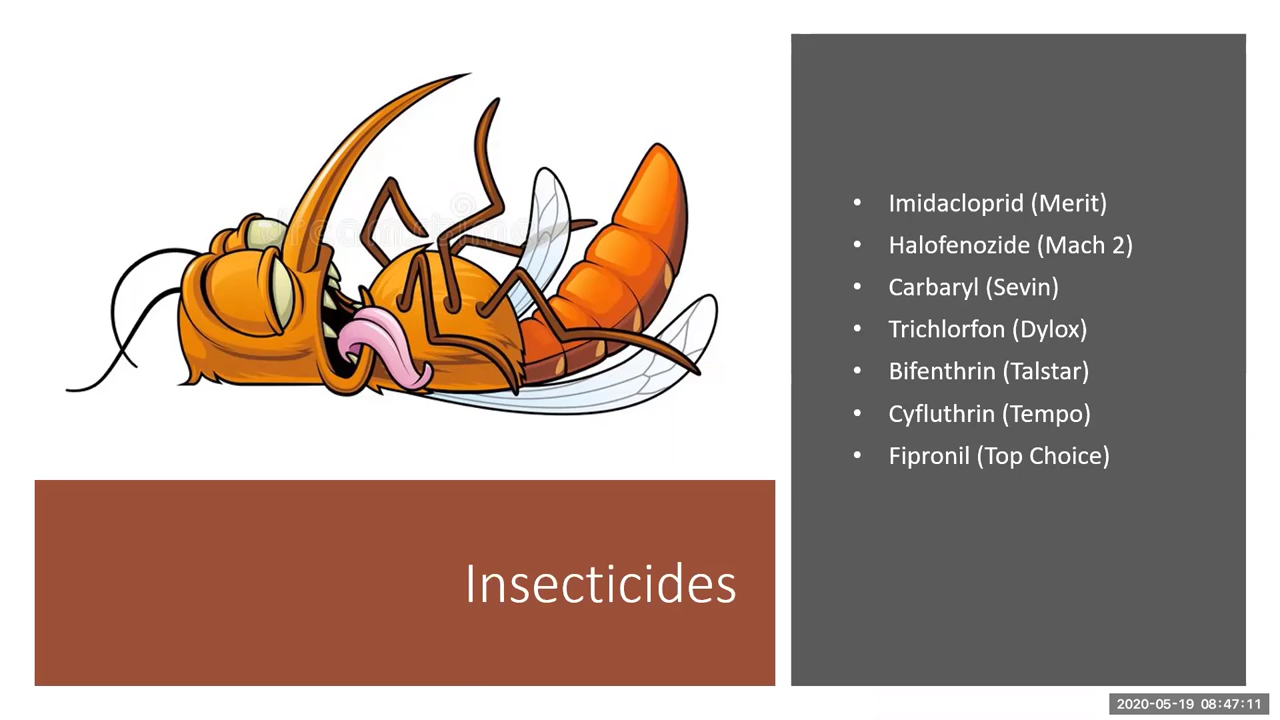 Insecticides
• Imidacloprid (Merit)
• Halofenozide (Mach 2)
• Carbaryl (Sevin)
• Trichlorfon (Dylox)
• Bifenthrin (Talstar)
• Cyfluthrin (Tempo)
• Fipronil (Top Choice)
2020-05-19 08:47:11